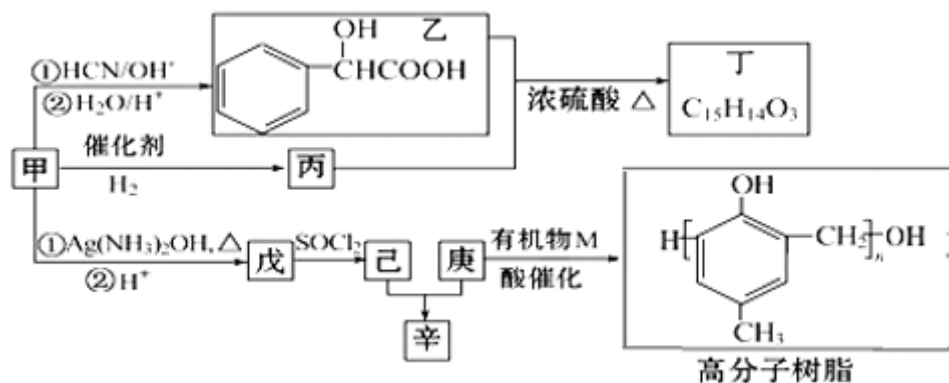 OH 乙
CHCOOH
①HCN/OH⁻
②H₂O/H⁺
浓硫酸 △
丁
C₁₅H₁₄O₃
甲
催化剂
H₂
丙
①Ag(NH₃)₂OH,△
②H⁺
戊
SOCl₂
己
庚
有机物M
酸催化
辛
OH
H
CH₂
n
OH
CH₃
;
高分子树脂